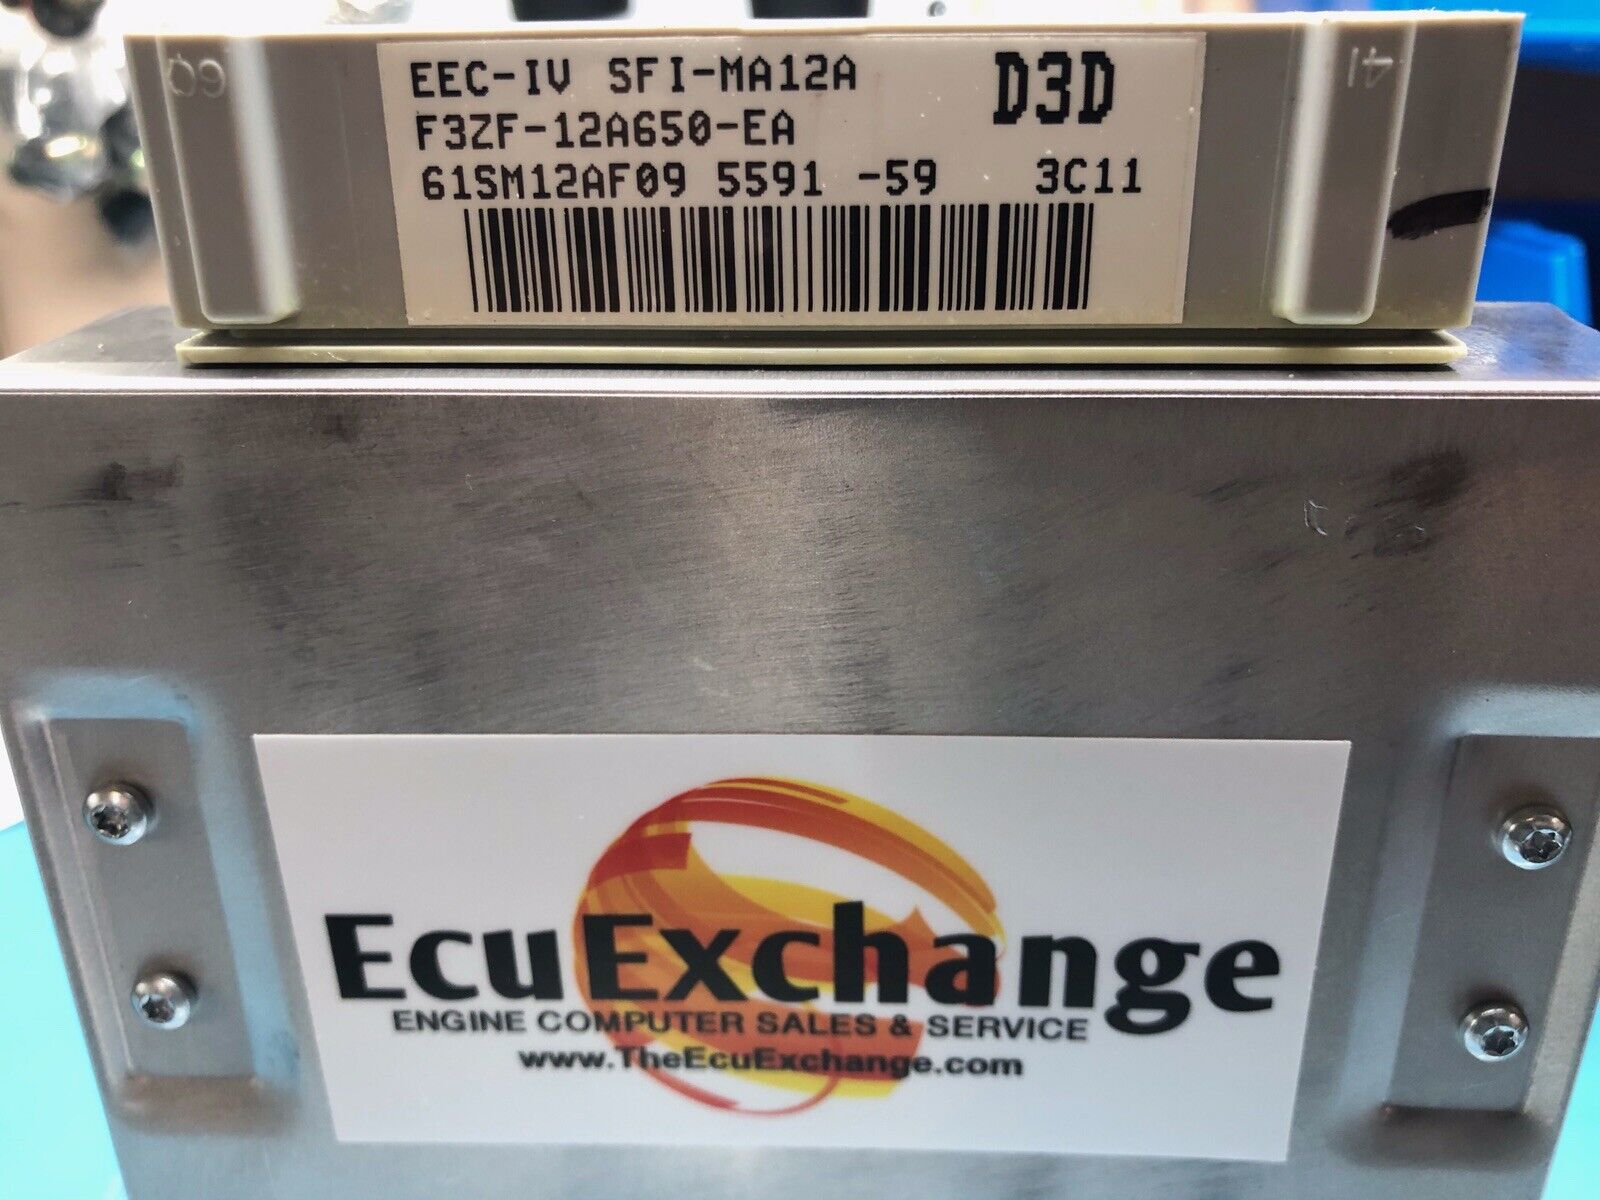 60
41
EEC-IV SFI-MA12A
D3D
F3ZF-12A650-EA
61SM12AF09 5591 -59 3C11
EcuExchange
ENGINE COMPUTER SALES & SERVICE
www.TheEcuExchange.com